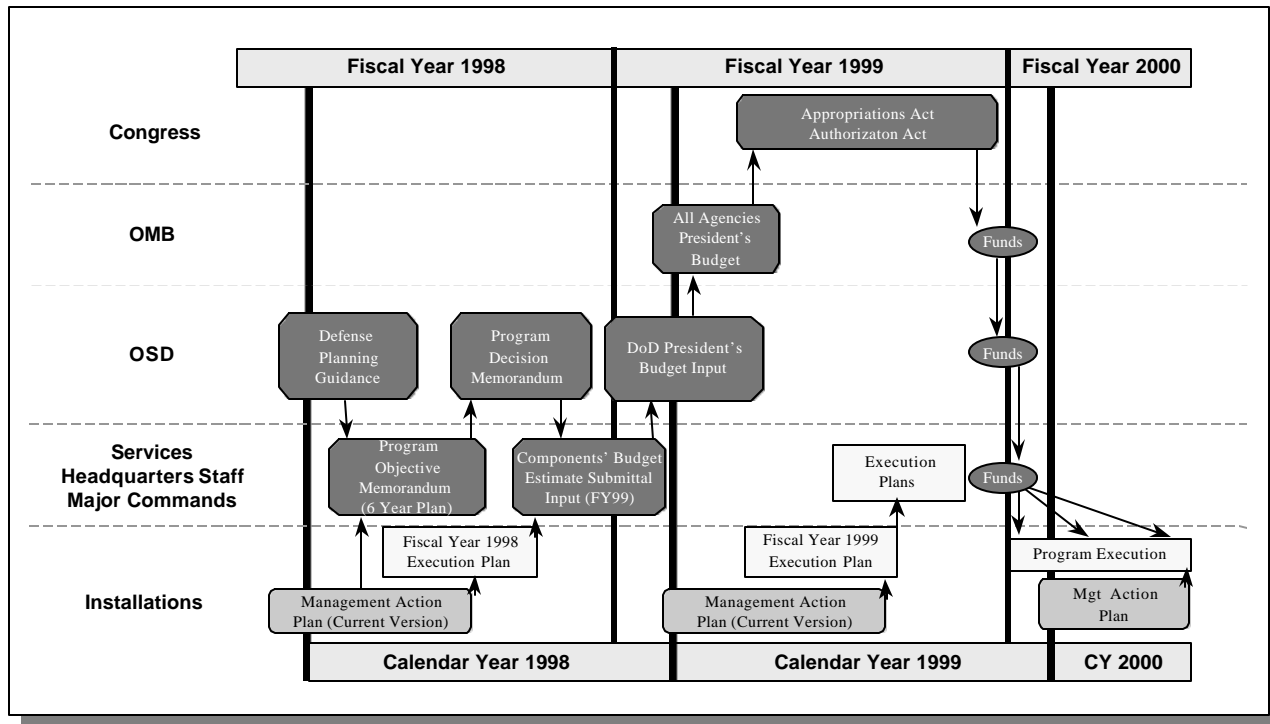 Fiscal Year 1998
Fiscal Year 1999
Fiscal Year 2000
Congress
Appropriations Act
Authorizaton Act
OMB
All Agencies
President's
Budget
Funds
OSD
Defense
Planning
Guidance
Program
Decision
Memorandum
DoD President's
Budget Input
Funds
Services
Headquarters Staff
Major Commands
Program
Objective
Memorandum
(6 Year Plan)
Components' Budget
Estimate Submittal
Input (FY99)
Execution
Plans
Funds
Fiscal Year 1998
Execution Plan
Fiscal Year 1999
Execution Plan
Program Execution
Installations
Management Action
Plan (Current Version)
Management Action
Plan (Current Version)
Mgt Action
Plan
Calendar Year 1998
Calendar Year 1999
CY 2000